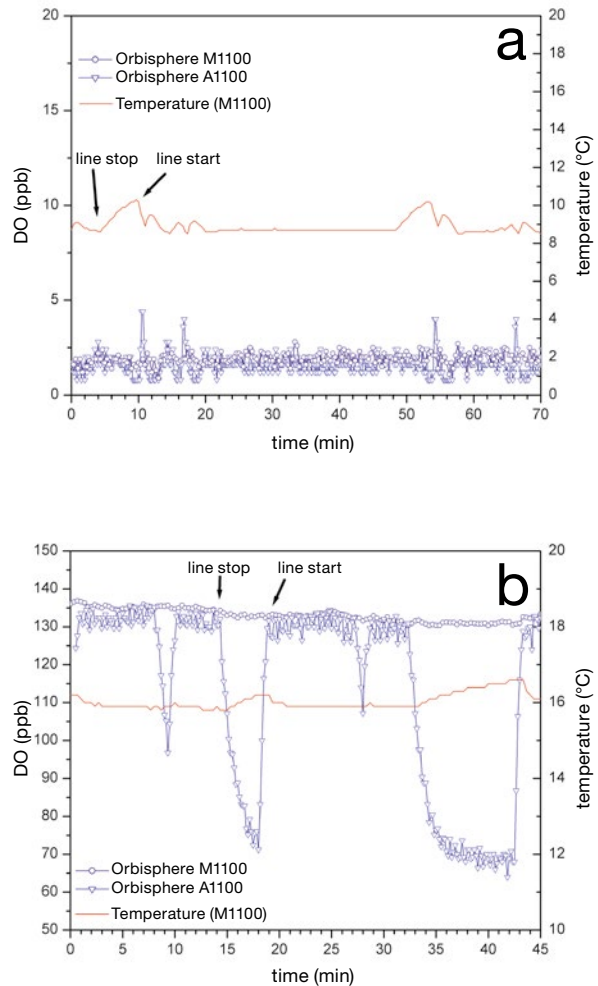 a
Orbisphere M1100
Orbisphere A1100
Temperature (M1100)
line stop line start
DO (ppb)
20
15
10
5
0
temperature (°C)
20
18
16
14
12
10
8
6
4
2
0
0 10 20 30 40 50 60 70
time (min)
b
line stop line start
DO (ppb)
150
140
130
120
110
100
90
80
70
60
50
temperature (°C)
20
18
16
14
12
10
Orbisphere M1100
Orbisphere A1100
Temperature (M1100)
0 5 10 15 20 25 30 35 40 45
time (min)